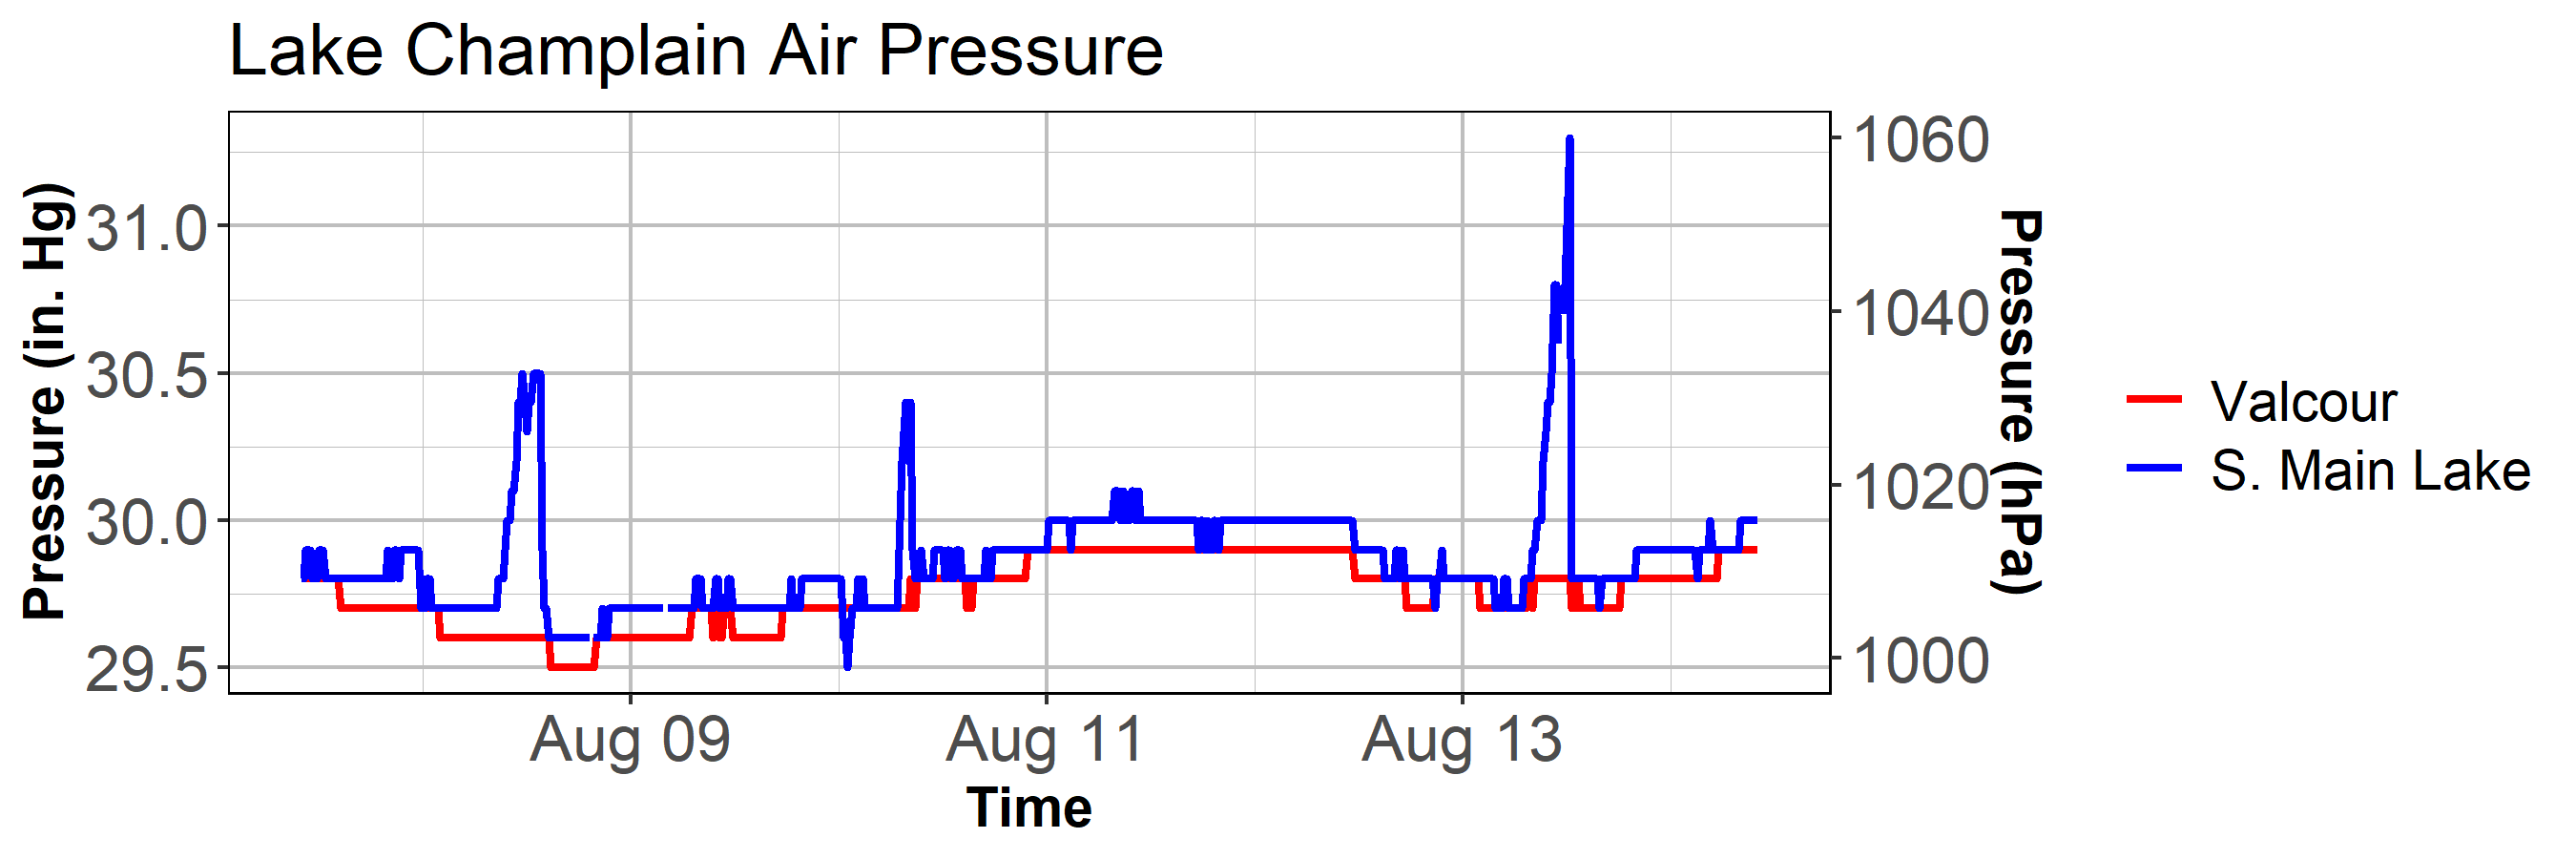 Lake Champlain Air Pressure
Pressure (in. Hg)
31.0
30.5
30.0
29.5
1060
1040
1020
1000
Pressure (hPa)
Aug 09
Aug 11
Aug 13
Time
Valcour
S. Main Lake